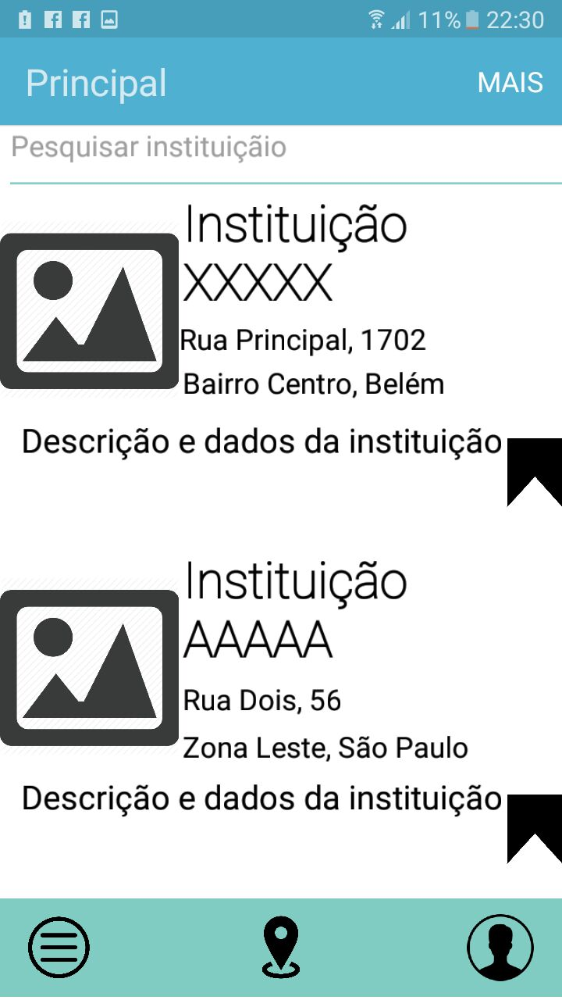 11% 22:30
Principal MAIS
Pesquisar instituiçãio
Instituição
XXXXX
Rua Principal, 1702
Bairro Centro, Belém
Descrição e dados da instituição
Instituição
AAAAA
Rua Dois, 56
Zona Leste, São Paulo
Descrição e dados da instituição